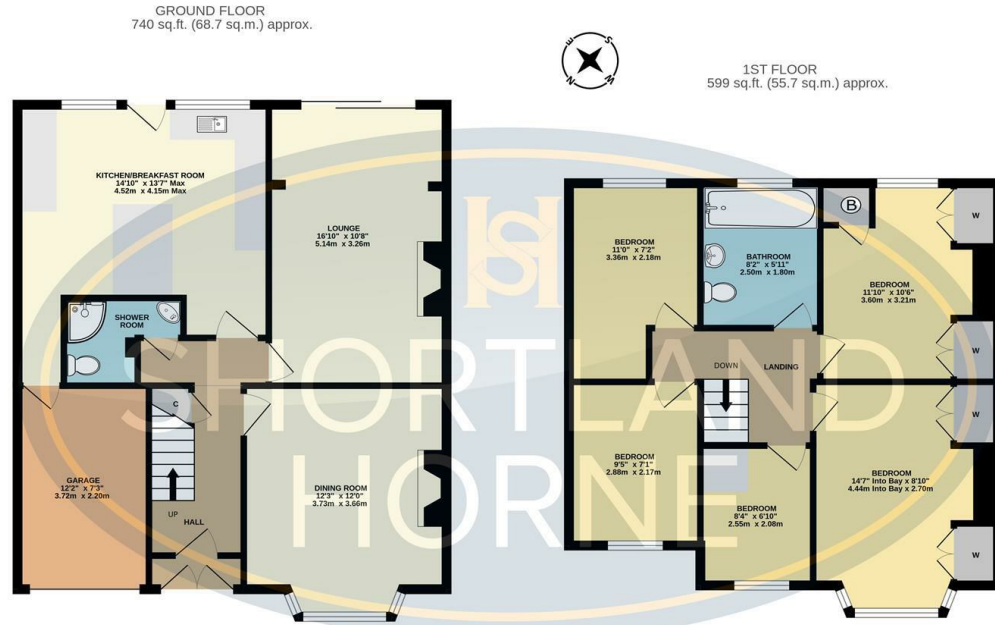 GROUND FLOOR
740 sq.ft. (68.7 sq.m.) approx.
1ST FLOOR
599 sq.ft. (55.7 sq.m.) approx.
E
S
N
W
KITCHEN/BREAKFAST ROOM
14'10" x 13'7" Max
4.52m x 4.15m Max
LOUNGE
16'10" x 10'8"
5.14m x 3.26m
SHOWER
ROOM
C
GARAGE
12'2" x 7'3"
3.72m x 2.20m
UP
HALL
DINING ROOM
12'3" x 12'0"
3.73m x 3.66m
BEDROOM
11'0" x 7'2"
3.36m x 2.18m
BATHROOM
8'2" x 5'11"
2.50m x 1.80m
B
W
BEDROOM
11'10" x 10'6"
3.60m x 3.21m
W
DOWN
LANDING
W
BEDROOM
9'5" x 7'1"
2.88m x 2.17m
BEDROOM
8'4" x 6'10"
2.55m x 2.08m
BEDROOM
14'7" Into Bay x 8'10"
4.44m Into Bay x 2.70m
W
SH
SHORTLAND
HORNE